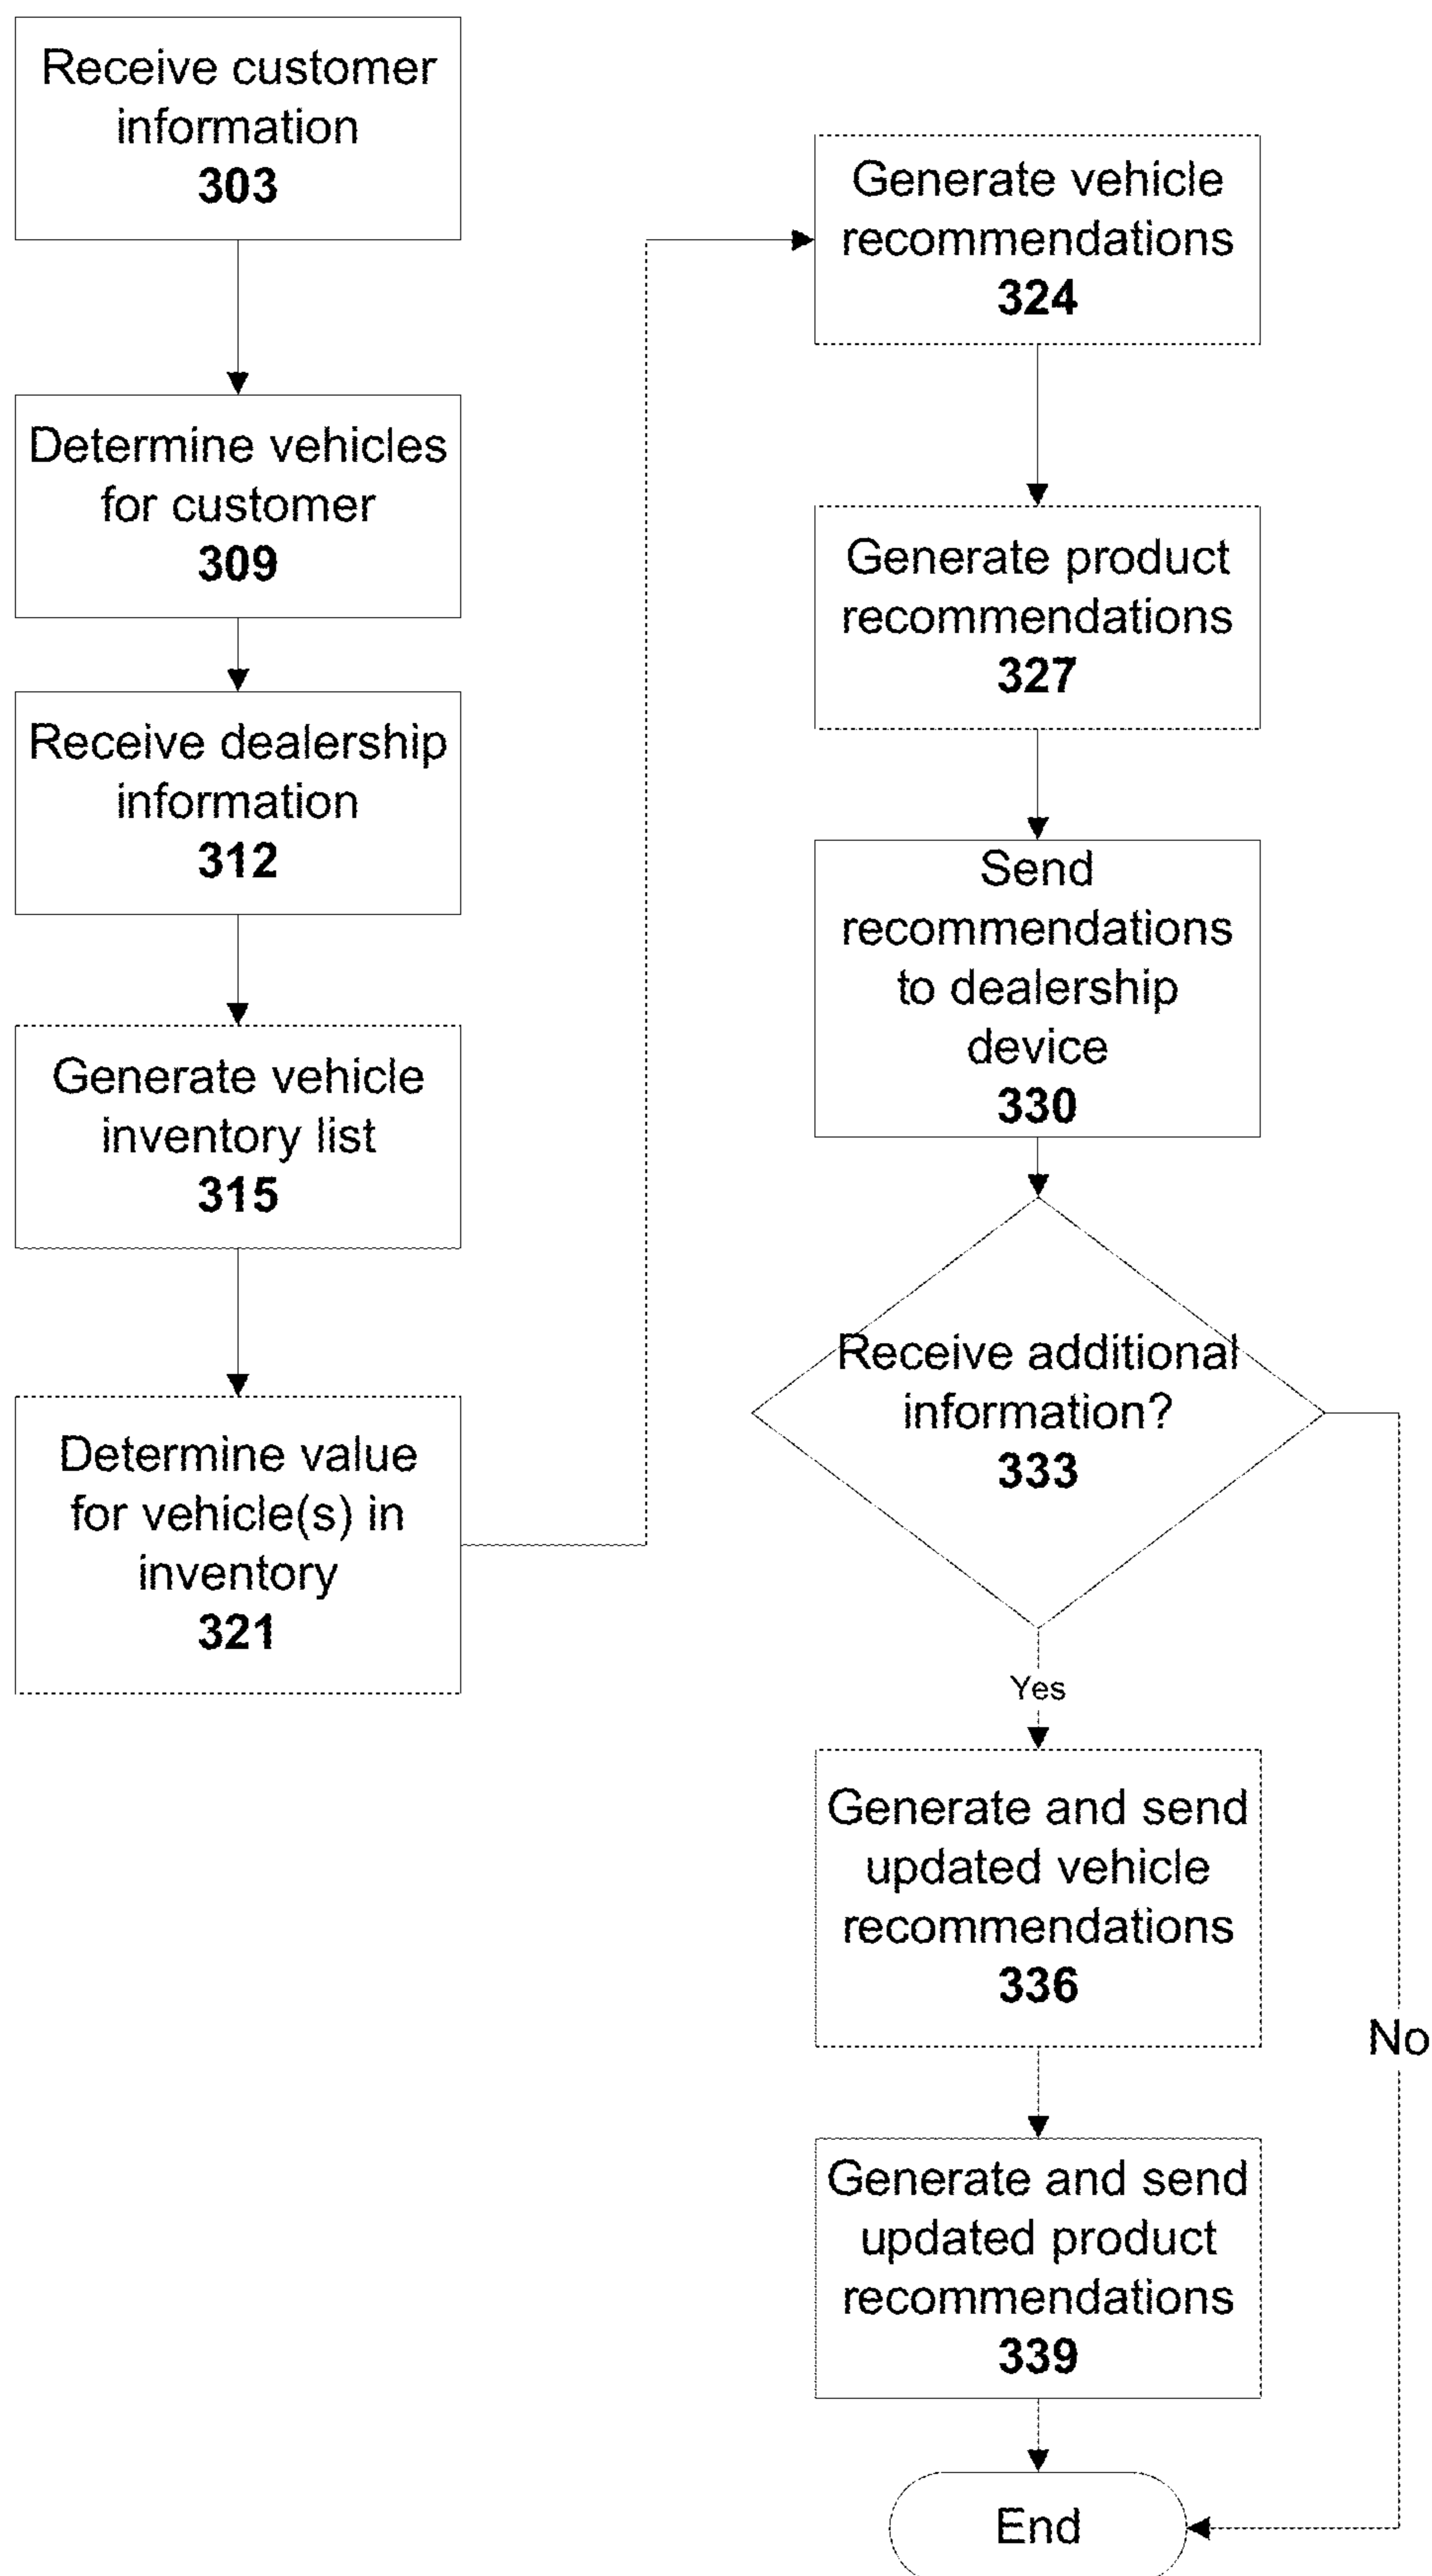 Receive customer
information
303
Determine vehicles
for customer
309
Receive dealership
information
312
Generate vehicle
inventory list
315
Determine value
for vehicle(s) in
inventory
321
Generate vehicle
recommendations
324
Generate product
recommendations
327
Send
recommendations
to dealership
device
330
Receive additional
information?
333
Yes
Generate and send
updated vehicle
recommendations
336
No
Generate and send
updated product
recommendations
339
End